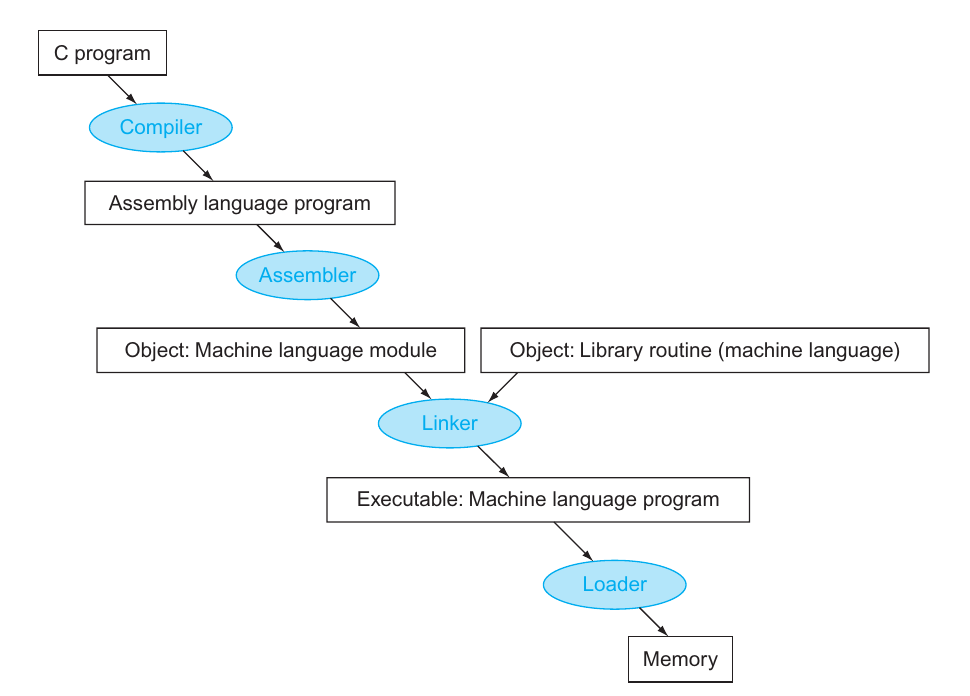 C program
Compiler
Assembly language program
Assembler
Object: Machine language module
Object: Library routine (machine language)
Linker
Executable: Machine language program
Loader
Memory